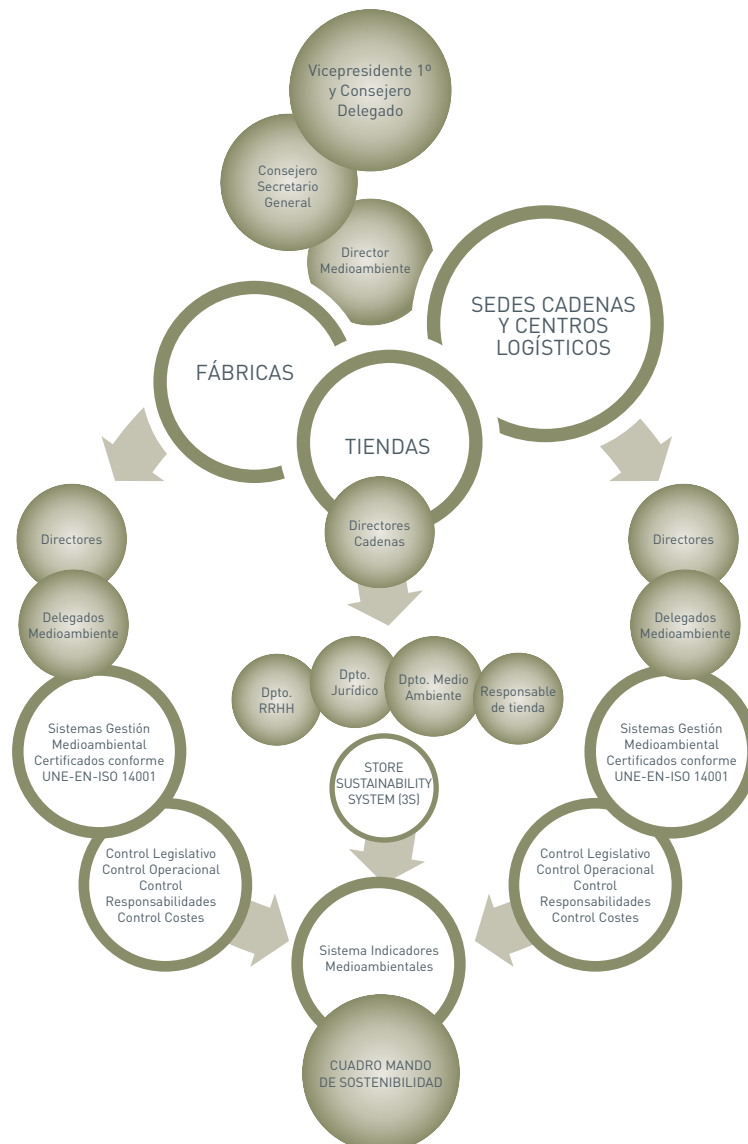 Vicepresidente 1º
y Consejero
Delegado
Consejero
Secretario
General
Director
Medioambiente
SEDES CADENAS
Y CENTROS
LOGÍSTICOS
FÁBRICAS
TIENDAS
Directores
Cadenas
Directores
Delegados
Medioambiente
Sistemas Gestión
Medioambiental
Certificados conforme
UNE-EN-ISO 14001
Control Legislativo
Control Operacional
Control
Responsabilidades
Control Costes
Dpto.
RRHH
Dpto.
Jurídico
Dpto. Medio
Ambiente
Responsable
de tienda
STORE
SUSTAINABILITY
SYSTEM (3S)
Directores
Delegados
Medioambiente
Sistemas Gestión
Medioambiental
Certificados conforme
UNE-EN-ISO 14001
Control Legislativo
Control Operacional
Control
Responsabilidades
Control Costes
Sistema Indicadores
Medioambientales
CUADRO MANDO
DE SOSTENIBILIDAD